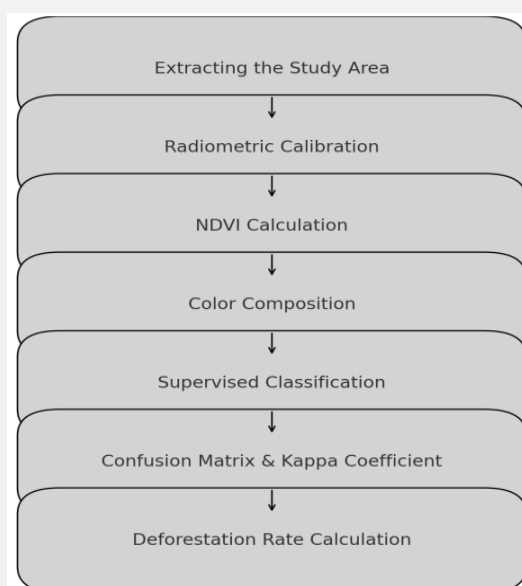 Extracting the Study Area
Radiometric Calibration
NDVI Calculation
Color Composition
Supervised Classification
Confusion Matrix & Kappa Coefficient
Deforestation Rate Calculation